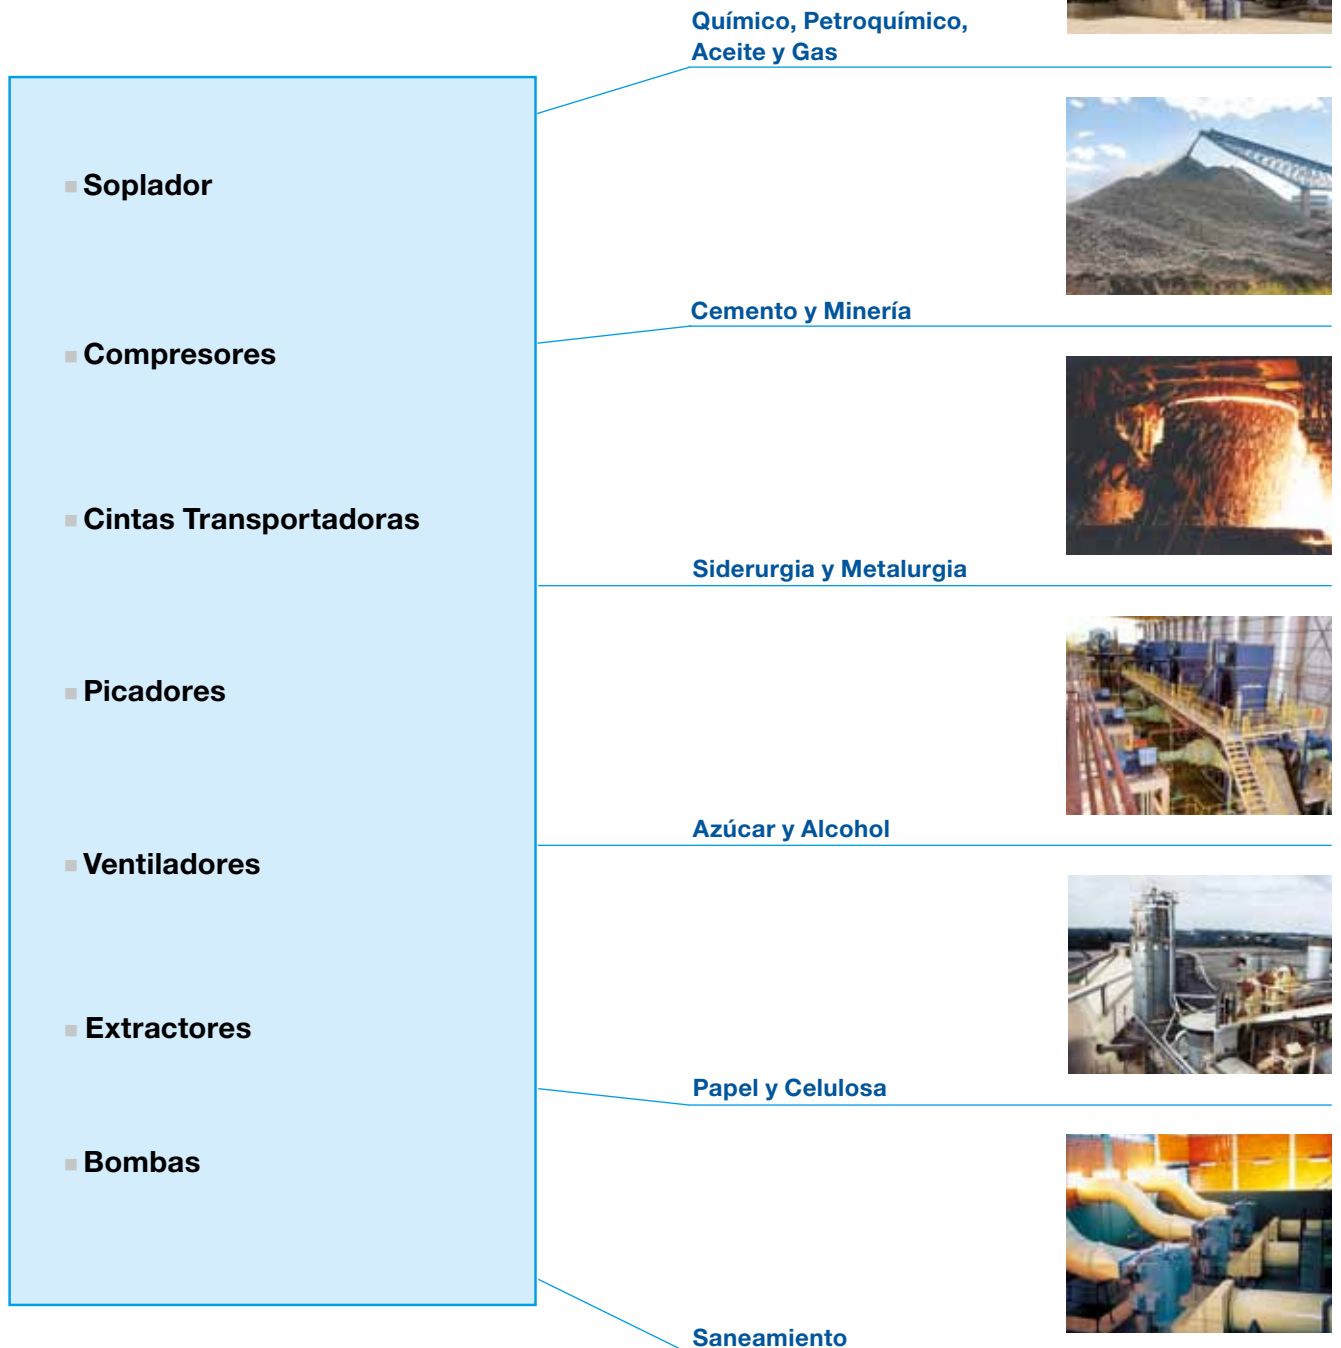 Químico, Petroquímico,
Aceite y Gas
Soplador
Cemento y Minería
Compresores
Cintas Transportadoras
Siderurgia y Metalurgia
Picadores
Azúcar y Alcohol
Ventiladores
Extractores
Papel y Celulosa
Bombas
Saneamiento